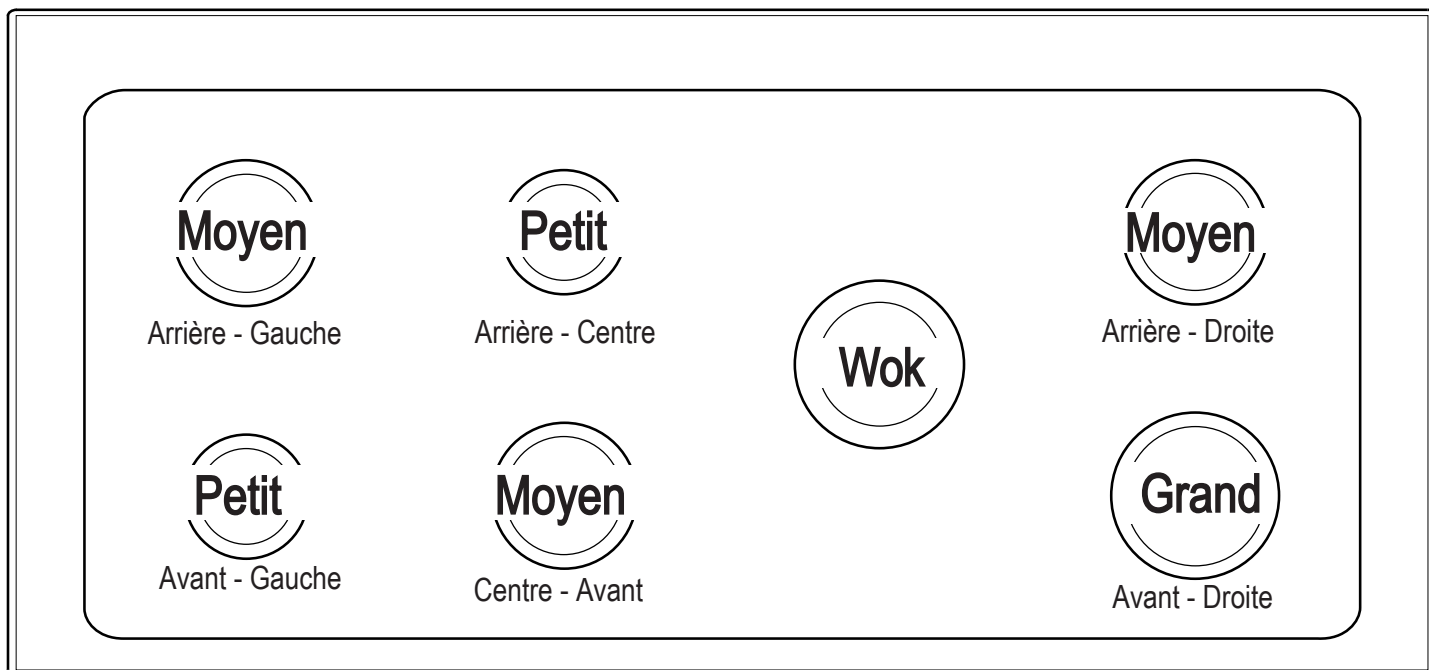 Moyen
Arrière - Gauche
Petit
Arrière - Centre
Wok
Moyen
Arrière - Droite
Petit
Avant - Gauche
Moyen
Centre - Avant
Grand
Avant - Droite